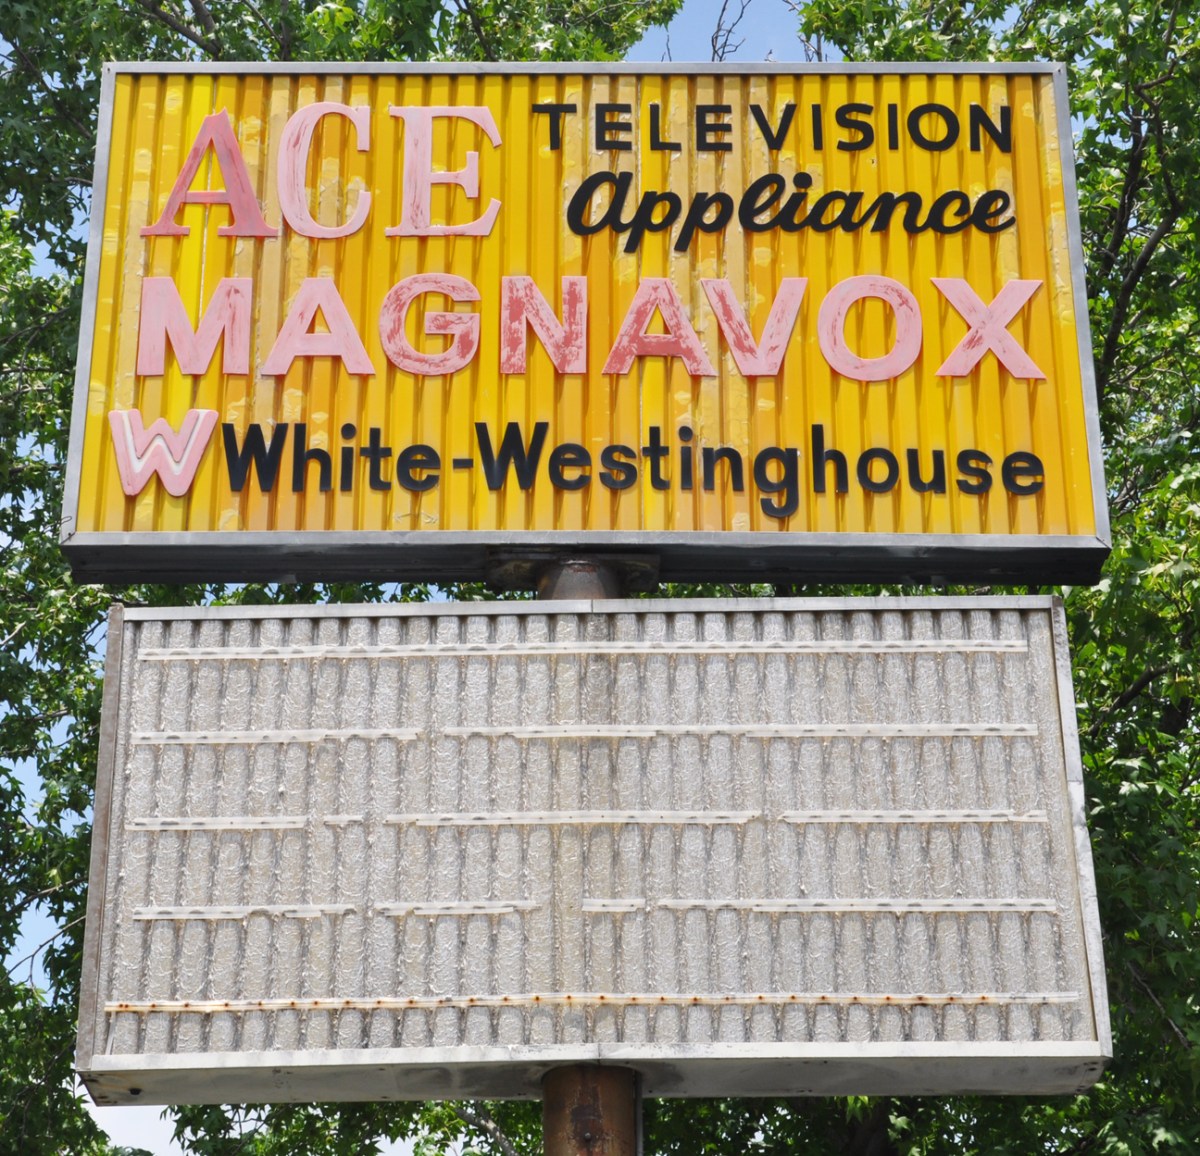 ACE TELEVISION
Appliance
MAGNAVOX
W White-Westinghouse